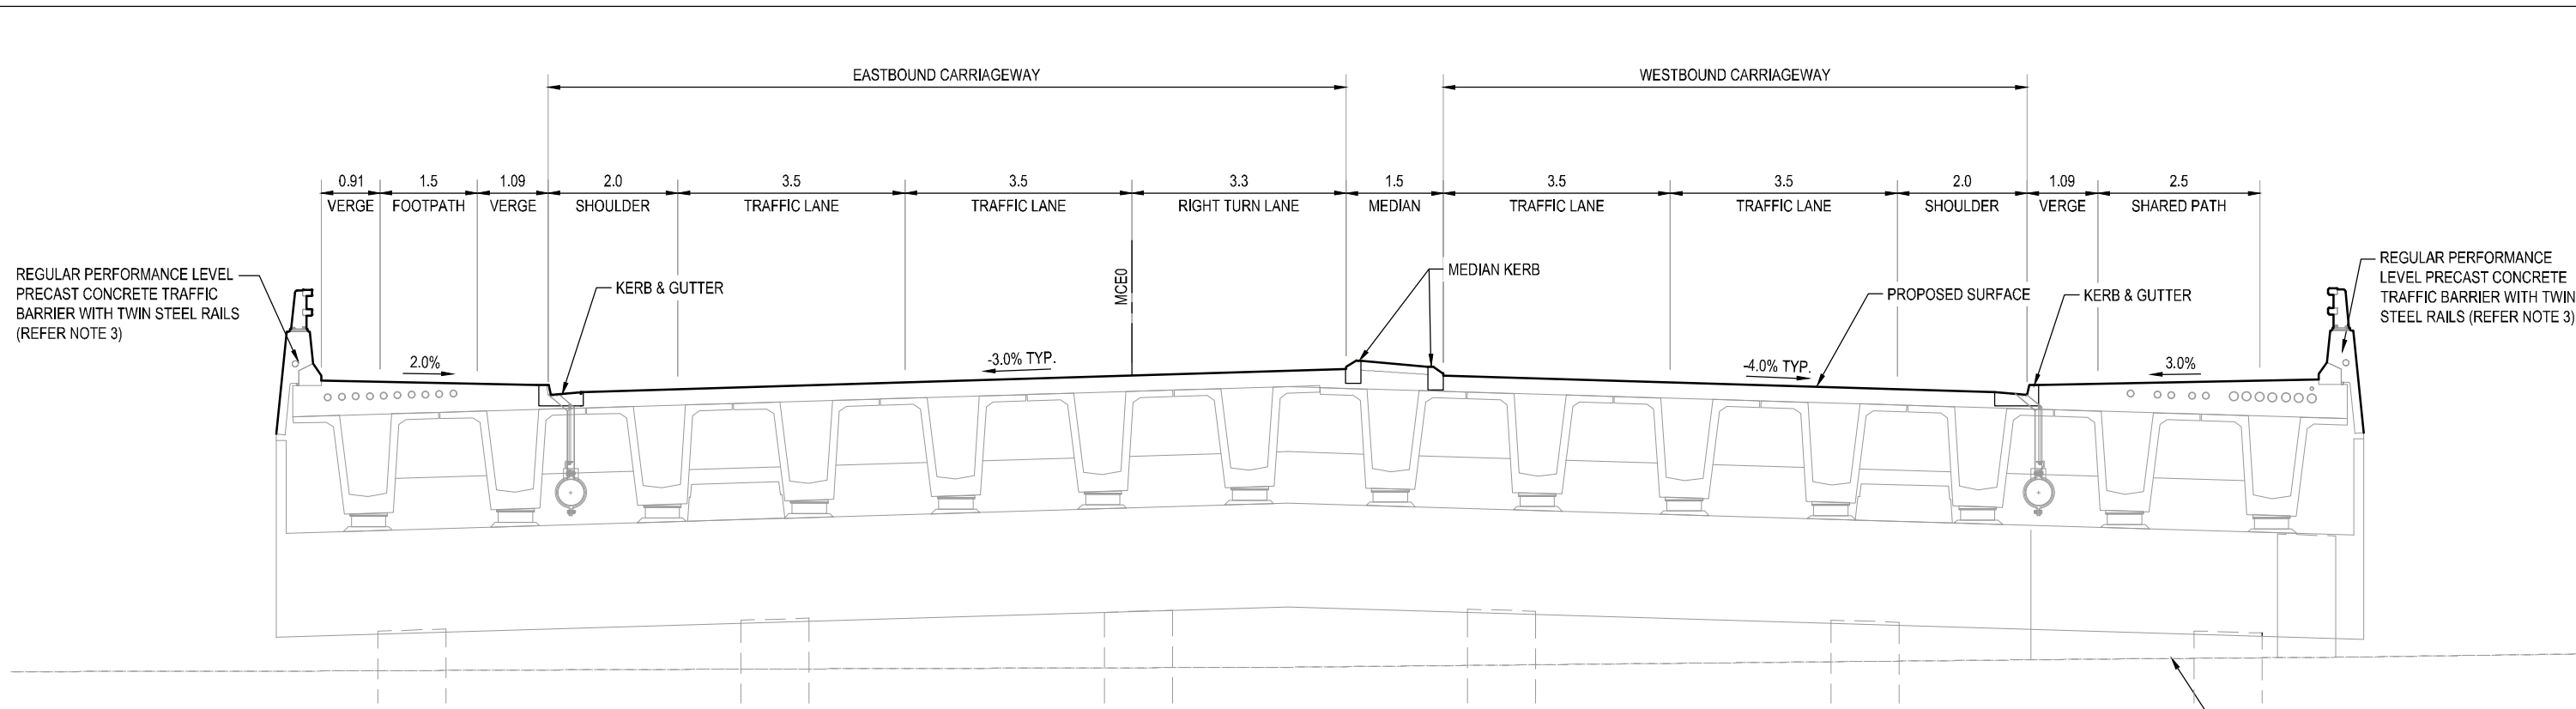 EASTBOUND CARRIAGEWAY
WESTBOUND CARRIAGEWAY
0.91 1.5 1.09 2.0 3.5 3.5 3.3 1.5 3.5 3.5 2.0 1.09 2.5
VERGE FOOTPATH VERGE SHOULDER TRAFFIC LANE TRAFFIC LANE RIGHT TURN LANE MEDIAN TRAFFIC LANE TRAFFIC LANE SHOULDER VERGE SHARED PATH
REGULAR PERFORMANCE LEVEL
PRECAST CONCRETE TRAFFIC
BARRIER WITH TWIN STEEL RAILS
(REFER NOTE 3)
KERB & GUTTER
MCE0
MEDIAN KERB
PROPOSED SURFACE
KERB & GUTTER
REGULAR PERFORMANCE
LEVEL PRECAST CONCRETE
TRAFFIC BARRIER WITH TWIN
STEEL RAILS (REFER NOTE 3)
2.0%
-3.0% TYP.
-4.0% TYP.
3.0%